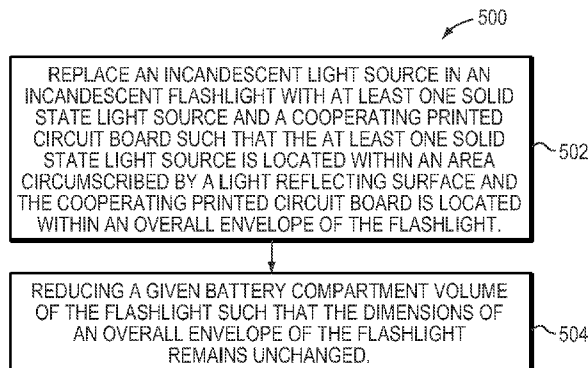 500
REPLACE AN INCANDESCENT LIGHT SOURCE IN AN
INCANDESCENT FLASHLIGHT WITH AT LEAST ONE SOLID
STATE LIGHT SOURCE AND A COOPERATING PRINTED
CIRCUIT BOARD SUCH THAT THE AT LEAST ONE SOLID
STATE LIGHT SOURCE IS LOCATED WITHIN AN AREA
CIRCUMSCRIBED BY A LIGHT REFLECTING SURFACE AND
THE COOPERATING PRINTED CIRCUIT BOARD IS LOCATED
WITHIN AN OVERALL ENVELOPE OF THE FLASHLIGHT.
502
REDUCING A GIVEN BATTERY COMPARTMENT VOLUME
OF THE FLASHLIGHT SUCH THAT THE DIMENSIONS OF
AN OVERALL ENVELOPE OF THE FLASHLIGHT
REMAINS UNCHANGED.
504